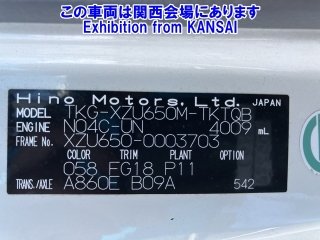 この車両は関西会場にあります
Exhibition from KANSAI
Hino Motors, Ltd. JAPAN
MODEL TKG-XZU650M-TKTQB
ENGINE N04C-UN 4009 mL
FRAME No. XZU650-0003703
COLOR TRIM PLANT OPTION
058 FG18 P11
TRANS./AXLE A860E B09A 542